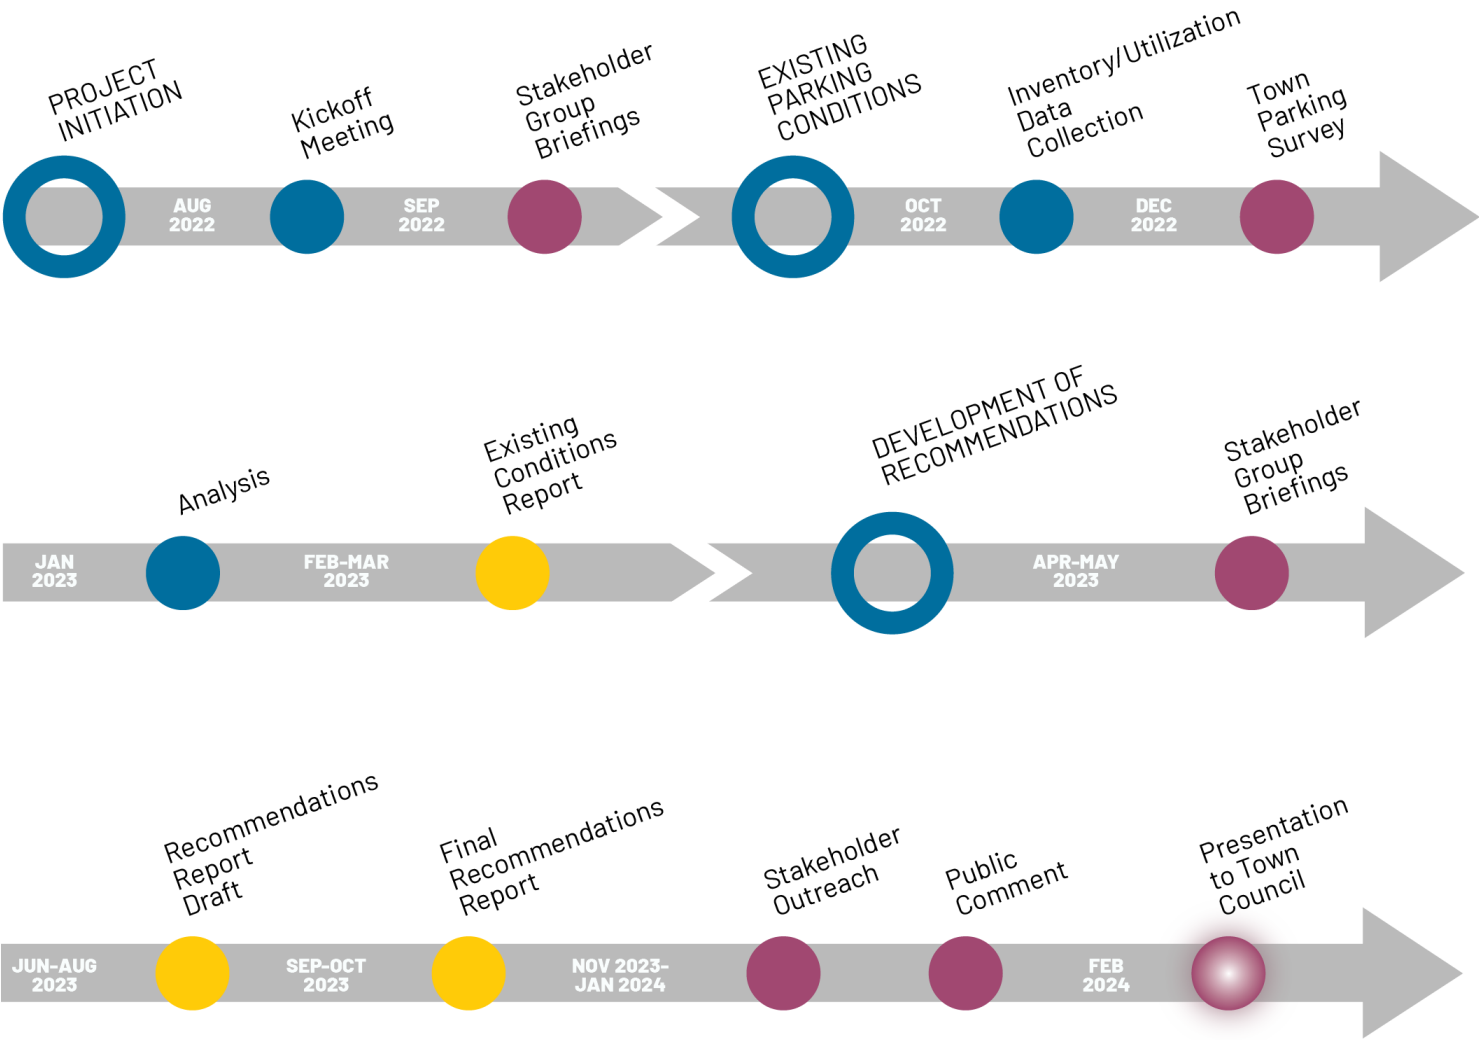 PROJECT
INITIATION
AUG
2022
Kickoff
Meeting
SEP
2022
Stakeholder
Group
Briefings
EXISTING
PARKING
CONDITIONS
OCT
2022
Inventory/Utilization
Data
Collection
DEC
2022
Town
Parking
Survey
JAN
2023
Analysis
FEB-MAR
2023
Existing
Conditions
Report
DEVELOPMENT OF
RECOMMENDATIONS
APR-MAY
2023
Stakeholder
Group
Briefings
JUN-AUG
2023
Recommendations
Report
Draft
SEP-OCT
2023
Final
Recommendations
Report
NOV 2023-
JAN 2024
Stakeholder
Outreach
Public
Comment
FEB
2024
Presentation
to Town
Council